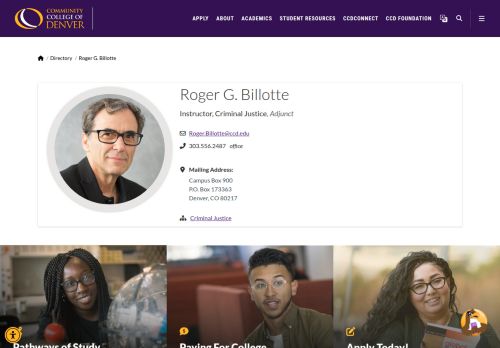 COMMUNITY
COLLEGE OF
DENVER
APPLY ABOUT ACADEMICS STUDENT RESOURCES CCDCONNECT CCD FOUNDATION
/ Directory / Roger G. Billotte
Roger G. Billotte
Instructor, Criminal Justice, Adjunct
Roger.Billotte@ccd.edu
303.556.2487 office
Mailing Address:
Campus Box 900
P.O. Box 173363
Denver, CO 80217
Criminal Justice
Pathways of Study
Paying For College
Apply Today!